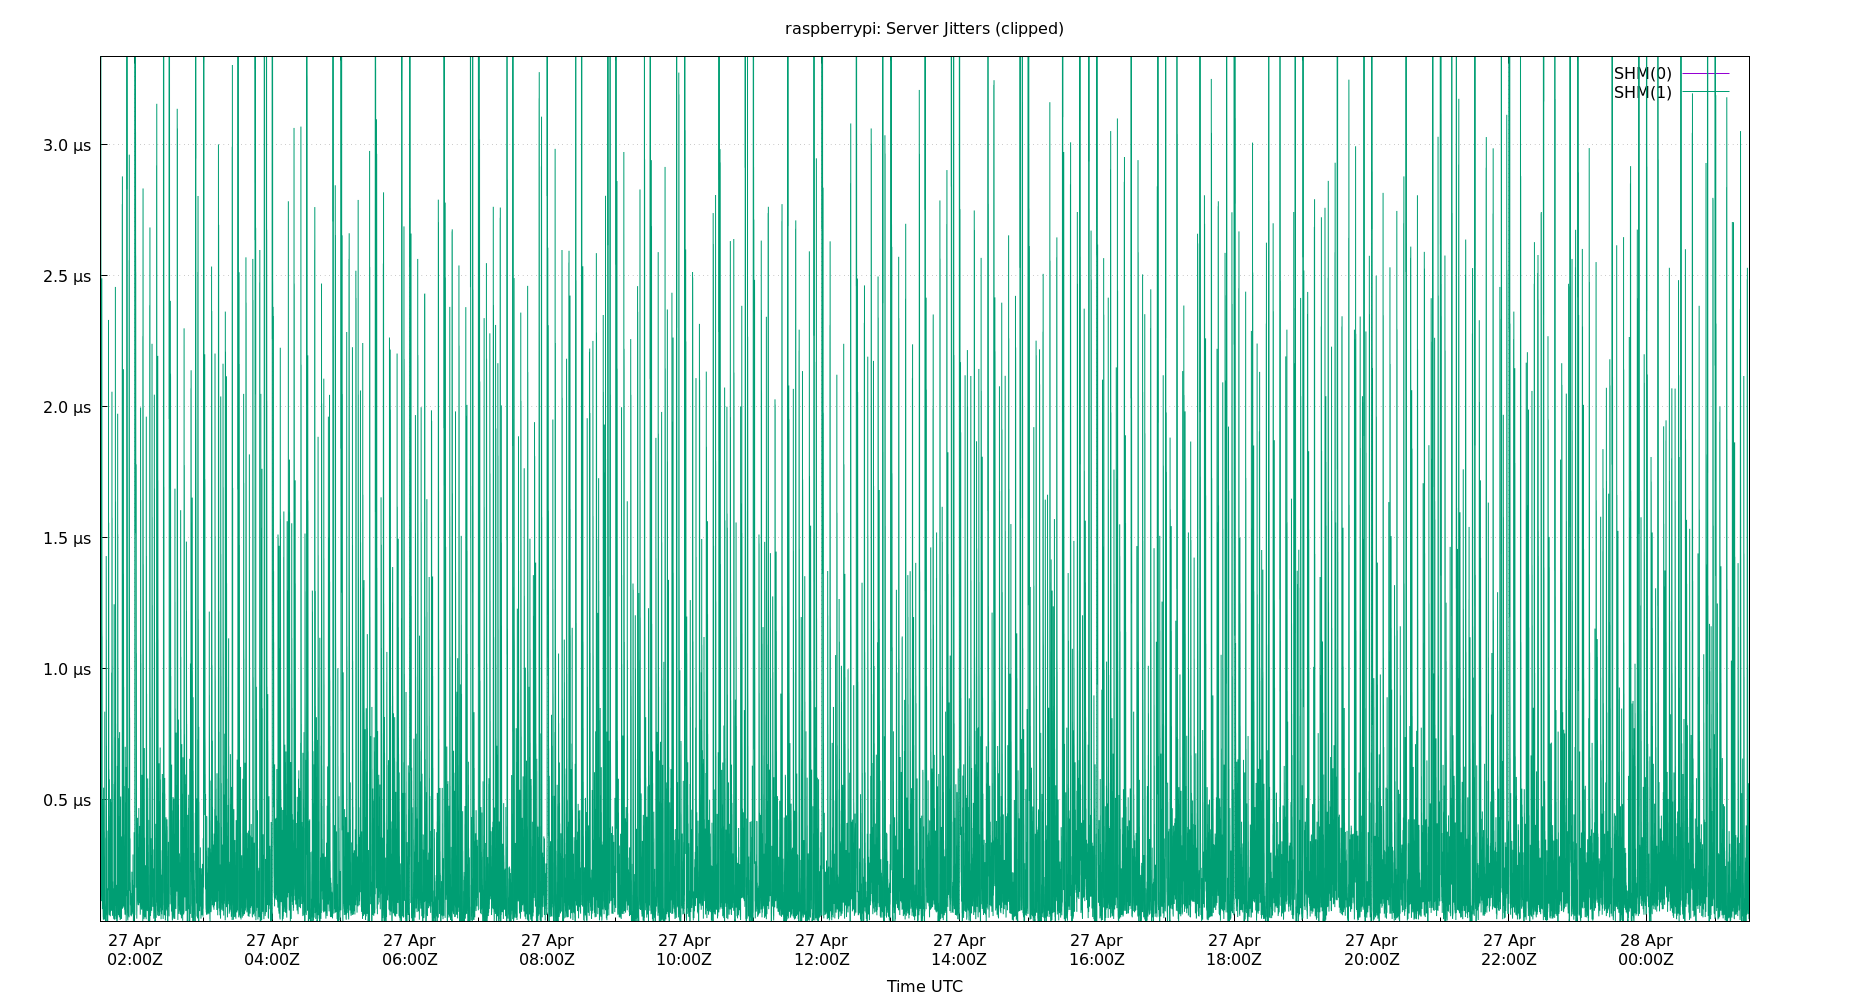 raspberrypi: Server Jitters (clipped)
SHM(0)
SHM(1)
3.0 µs
2.5 µs
2.0 µs
1.5 µs
1.0 µs
0.5 µs
27 Apr 27 Apr 27 Apr 27 Apr 27 Apr 27 Apr 27 Apr 27 Apr 27 Apr 27 Apr 27 Apr 28 Apr
02:00Z 04:00Z 06:00Z 08:00Z 10:00Z 12:00Z 14:00Z 16:00Z 18:00Z 20:00Z 22:00Z 00:00Z
Time UTC